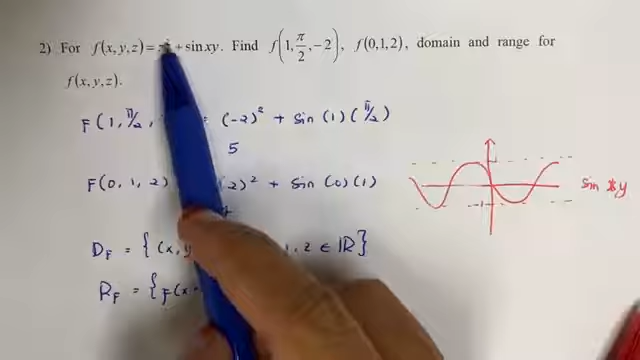 2) For f(x, y, z) = + sin xy. Find f(1, π/2, −2), f(0,1,2), domain and range for
f(x, y, z).
F(1, π/2, = (-2)² + Sin (1)(π/2)
5
F(0, 1, 2) 2)² + Sin (0)(1)
D_F = {(x, y , z ∈ ℝ}
R_F = {F(x
-1
sin xy